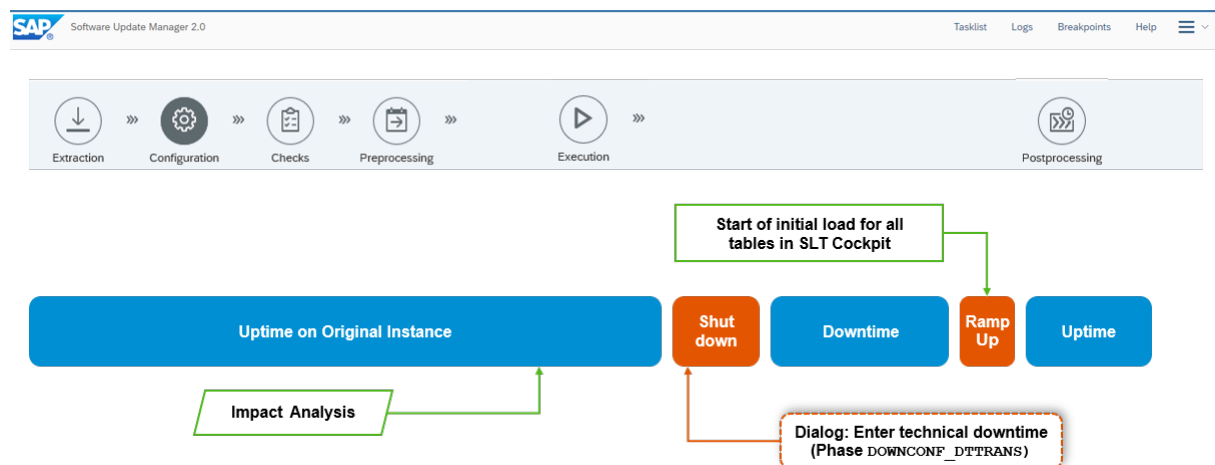 SAP
Software Update Manager 2.0
Tasklist
Logs
Breakpoints
Help
Extraction
Configuration
Checks
Preprocessing
Execution
Postprocessing
Start of initial load for all
tables in SLT Cockpit
Uptime on Original Instance
Shut
down
Downtime
Ramp
Up
Uptime
Impact Analysis
Dialog: Enter technical downtime
(Phase DOWNCONF_DTTRANS)